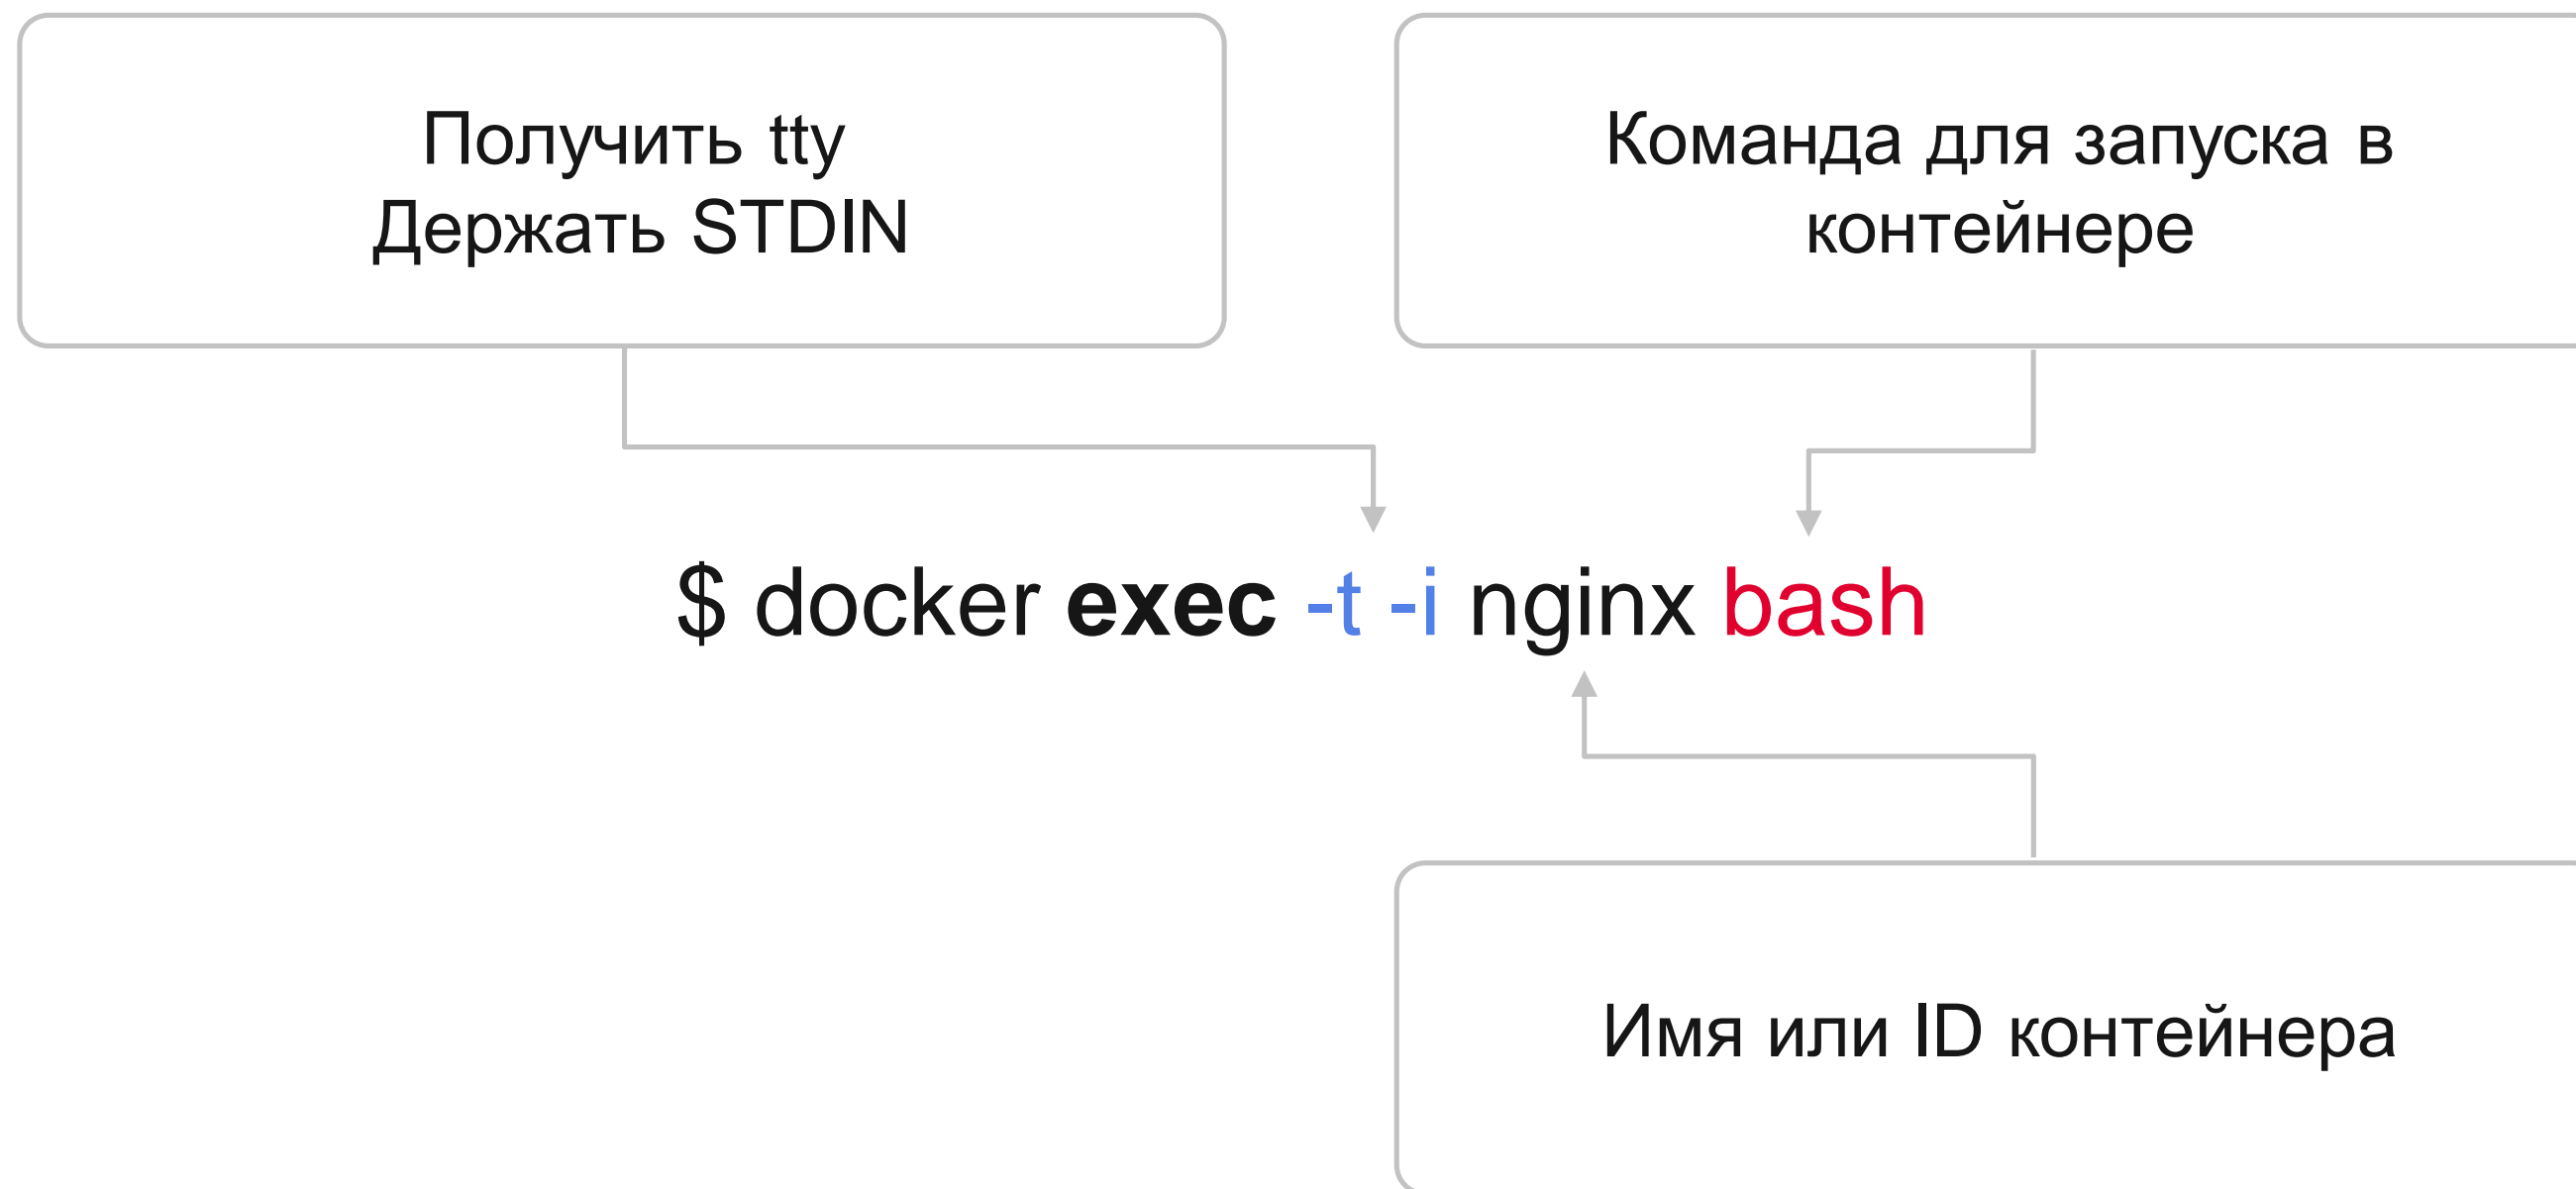 Получить tty
Держать STDIN
Команда для запуска в
контейнере
$ docker exec -t -i nginx bash
Имя или ID контейнера